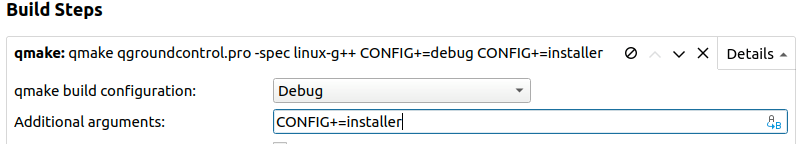 Build Steps
qmake: qmake qgroundcontrol.pro -spec linux-g++ CONFIG+=debug CONFIG+=installer Details
qmake build configuration: Debug
Additional arguments: CONFIG+=installer